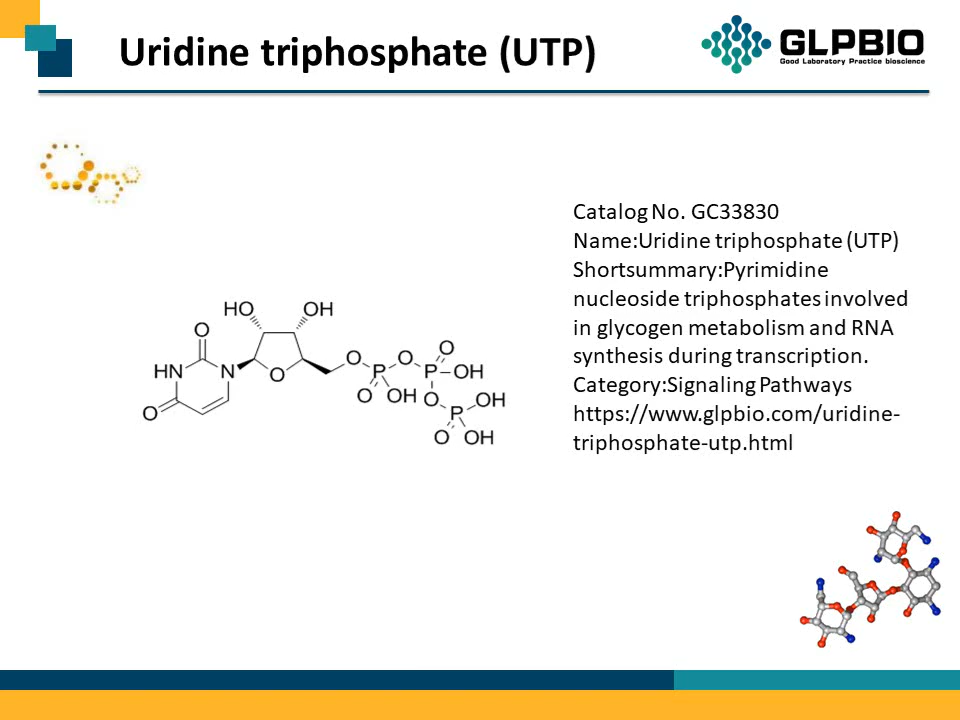 Uridine triphosphate (UTP)
GLPBIO
Good Laboratory Practice bioscience
Catalog No. GC33830
Name:Uridine triphosphate (UTP)
Shortsummary:Pyrimidine
nucleoside triphosphates involved
in glycogen metabolism and RNA
synthesis during transcription.
Category:Signaling Pathways
https://www.glpbio.com/uridine-
triphosphate-utp.html
HO OH
O
HN N O O O O
P P OH
O O OH O
P OH
O OH